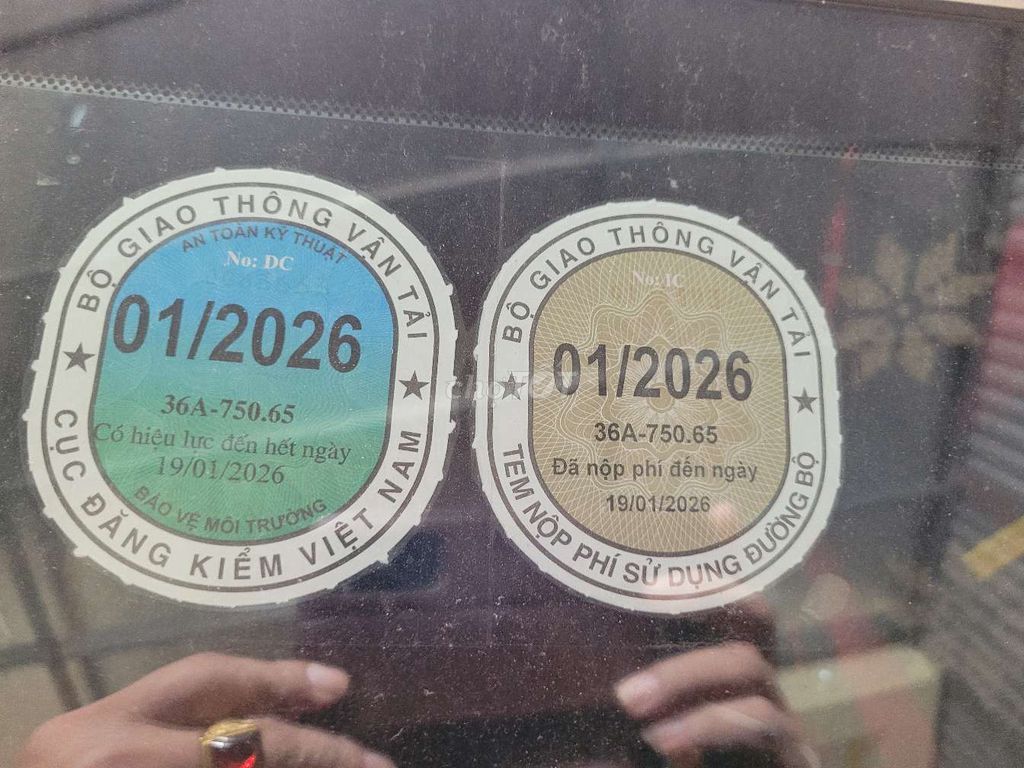 BỘ GIAO THÔNG VẬN TẢI
AN TOÀN KỸ THUẬT
No: DC
01/2026
36A-750.65
Có hiệu lực đến hết ngày
19/01/2026
BẢO VỆ MÔI TRƯỜNG
CỤC ĐĂNG KIỂM VIỆT NAM
BỘ GIAO THÔNG VẬN TẢI
No: IC
01/2026
36A-750.65
Đã nộp phí đến ngày
19/01/2026
TEM NỘP PHÍ SỬ DỤNG ĐƯỜNG BỘ
chợTỐT